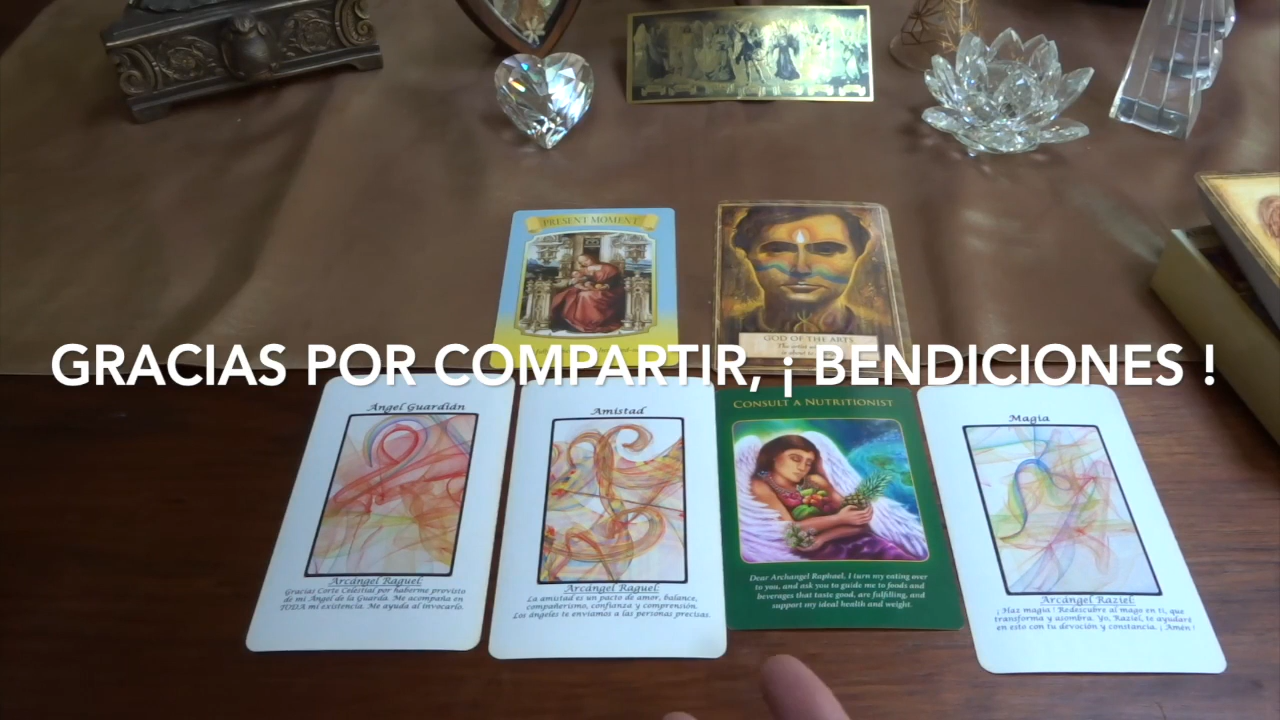 PRESENT MOMENT
GOD OF THE ARTS
GRACIAS POR COMPARTIR, ¡ BENDICIONES !
Angel Guardián
Arcángel Raguel:
Gracias Corte Celestial por haberme provisto
de mi Ángel de la Guarda. Me acompaña en
TODA mi existencia. Me ayuda al invocarlo.
Amistad
Arcángel Raguel:
La amistad es un pacto de amor, balance,
compañerismo, confianza y comprensión.
Los ángeles te enviamos a las personas precisas.
CONSULT A NUTRITIONIST
Dear Archangel Raphael, I turn my eating over
to you, and ask you to guide me to foods and
beverages that taste good, are fulfilling, and
support my ideal health and weight.
Magia
Arcángel Raziel:
¡ Haz magia ! Redescubre al mago en ti, que
transforma y asombra. Yo, Raziel, te ayudaré
en esto con tu devoción y constancia. ¡ Amén !